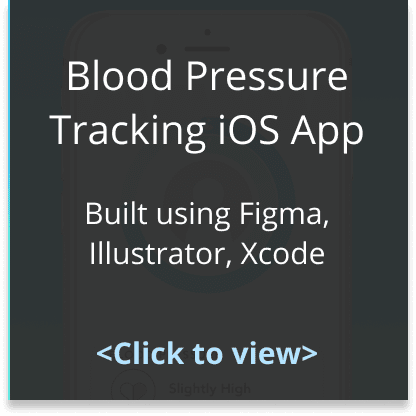 Blood Pressure
Tracking iOS App
Built using Figma,
Illustrator, Xcode
<Click to view>
Slightly High